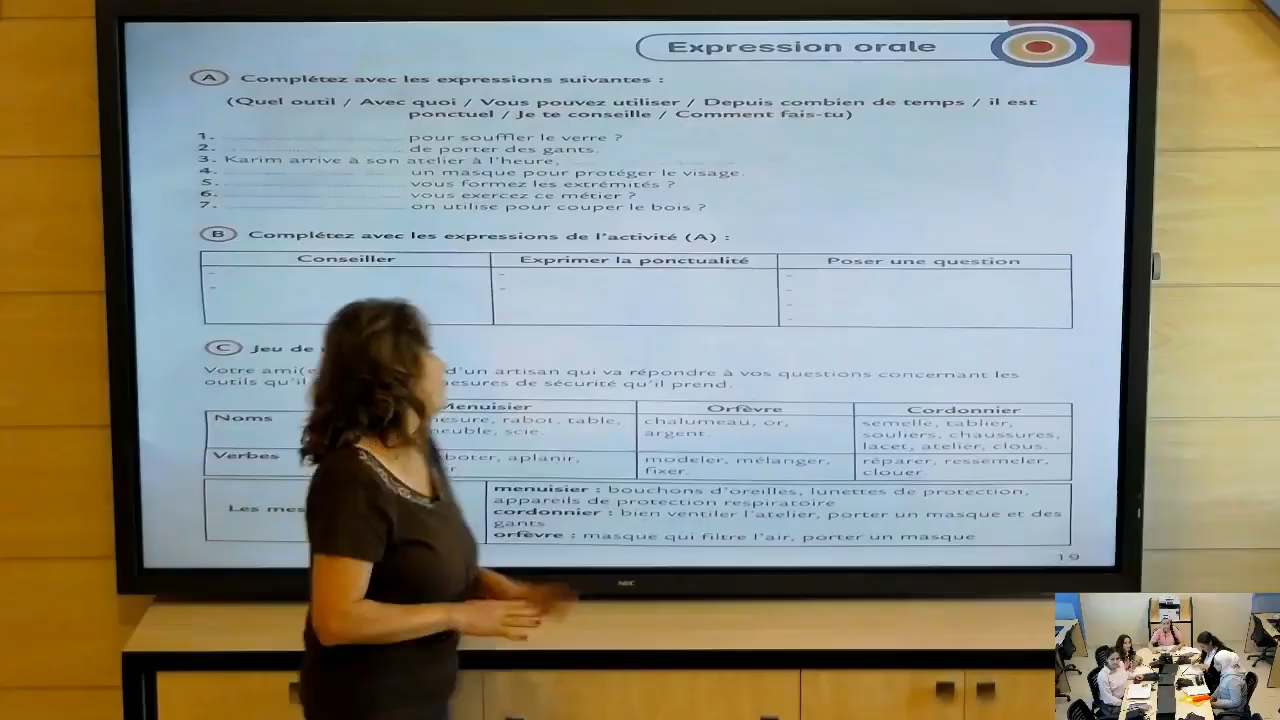 Expression orale
A Complétez avec les expressions suivantes :
(Quel outil / Avec quoi / Vous pouvez utiliser / Depuis combien de temps / il est
ponctuel / Je te conseille / Comment fais-tu)
1. pour souffler le verre ?
2. de porter des gants.
3. Karim arrive à son atelier à l'heure,
4. un masque pour protéger le visage.
5. vous formez les extrémités ?
6. vous exercez ce métier ?
7. on utilise pour couper le bois ?
B Complétez avec les expressions de l'activité (A) :
Conseiller Exprimer la ponctualité Poser une question
C Jeu de
Votre d'un artisan qui va répondre à vos questions concernant les
outils de sécurité qu'il prend.
Menuisier Orfèvre Cordonnier
Noms rabot, table, chalumeau, or, semelle, tablier,
scie. argent. souliers, chaussures,
lacet, atelier, clous.
Verbes aplanir, modeler, mélanger, réparer, ressemeler,
fixer. clouer.
menuisier : bouchons d'oreilles, lunettes de protection,
appareils de protection respiratoire
Les cordonnier : bien ventiler l'atelier, porter un masque et des
gants
orfèvre : masque qui filtre l'air, porter un masque
19
NEC